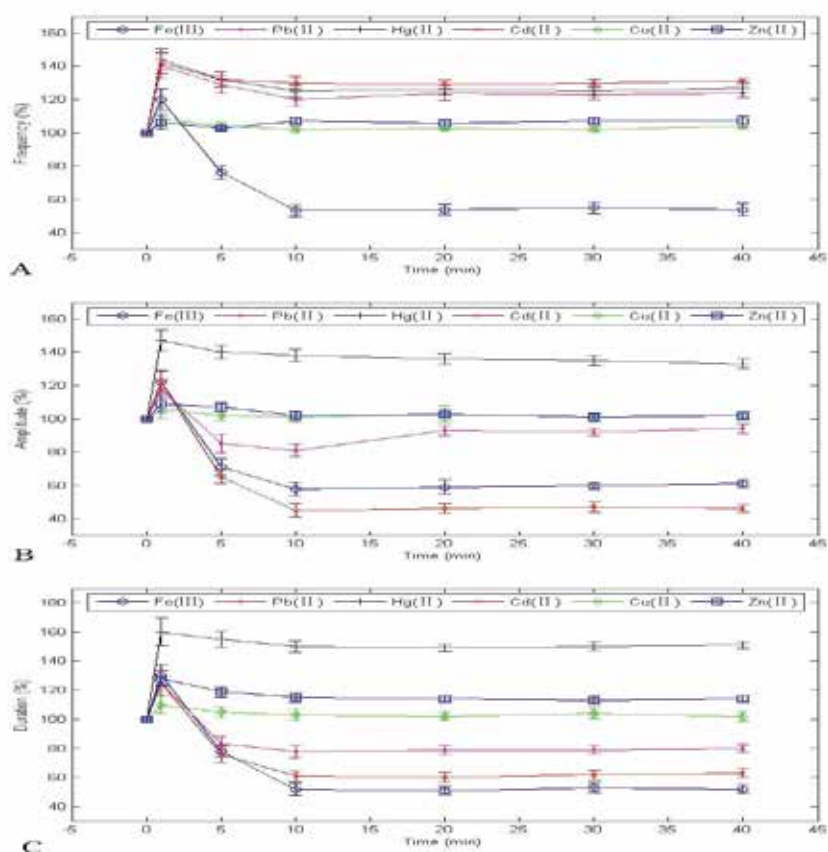 Fe(III) Pb(II) Hg(II) Cd(II) Cu(II) Zn(II)
160
140
120
100
80
60
40
Frequency (%)
-5 0 5 10 15 20 25 30 35 40 45
A
Time (min)
Fe(III) Pb(II) Hg(II) Cd(II) Cu(II) Zn(II)
160
140
120
100
80
60
40
Amplitude (%)
-5 0 5 10 15 20 25 30 35 40 45
B
Time (min)
Fe(III) Pb(II) Hg(II) Cd(II) Cu(II) Zn(II)
180
160
140
120
100
80
60
40
Duration (%)
-5 0 5 10 15 20 25 30 35 40 45
C
Time (min)